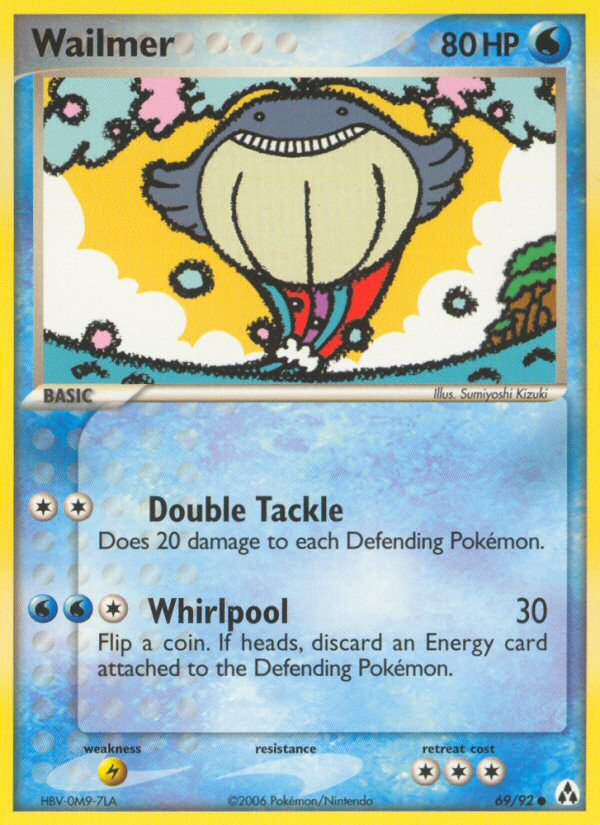 Wailmer 80 HP
BASIC
Illus. Sumiyoshi Kizuki
Double Tackle
Does 20 damage to each Defending Pokémon.
Whirlpool 30
Flip a coin. If heads, discard an Energy card
attached to the Defending Pokémon.
weakness resistance retreat cost
HBV-0M9-7LA ©2006 Pokémon/Nintendo 69/92